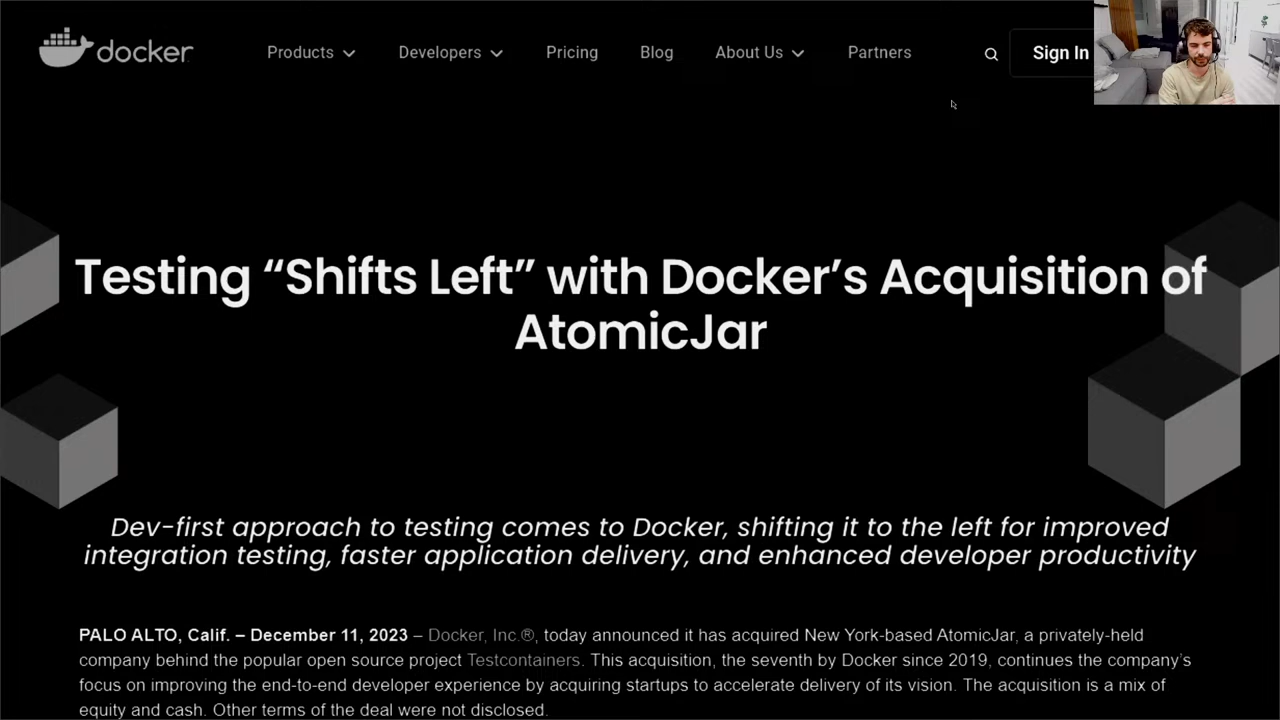 docker
Products
Developers
Pricing
Blog
About Us
Partners
Sign In
Testing “Shifts Left” with Docker’s Acquisition of
AtomicJar
Dev-first approach to testing comes to Docker, shifting it to the left for improved
integration testing, faster application delivery, and enhanced developer productivity
PALO ALTO, Calif. – December 11, 2023 – Docker, Inc.®, today announced it has acquired New York-based AtomicJar, a privately-held
company behind the popular open source project Testcontainers. This acquisition, the seventh by Docker since 2019, continues the company’s
focus on improving the end-to-end developer experience by acquiring startups to accelerate delivery of its vision. The acquisition is a mix of
equity and cash. Other terms of the deal were not disclosed.